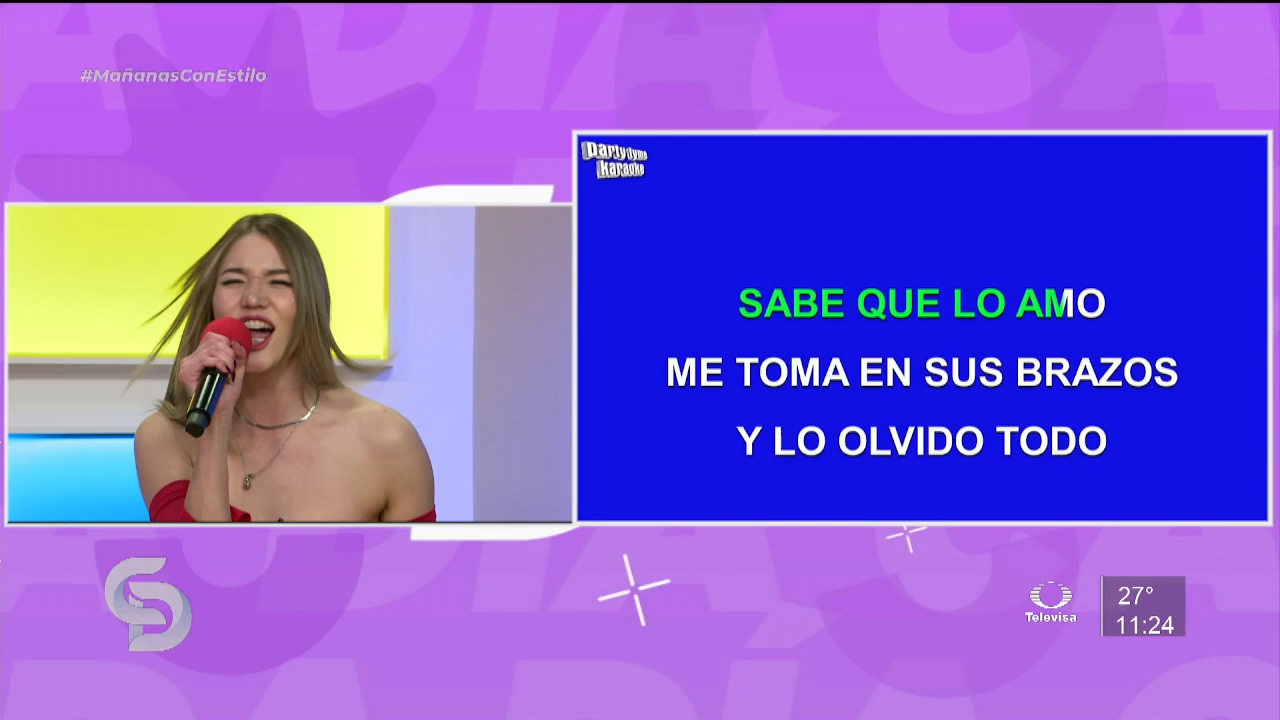 #MañanasConEstilo
party tyme
karaoke
SABE QUE LO AMO
ME TOMA EN SUS BRAZOS
Y LO OLVIDO TODO
Televisa
27°
11:24